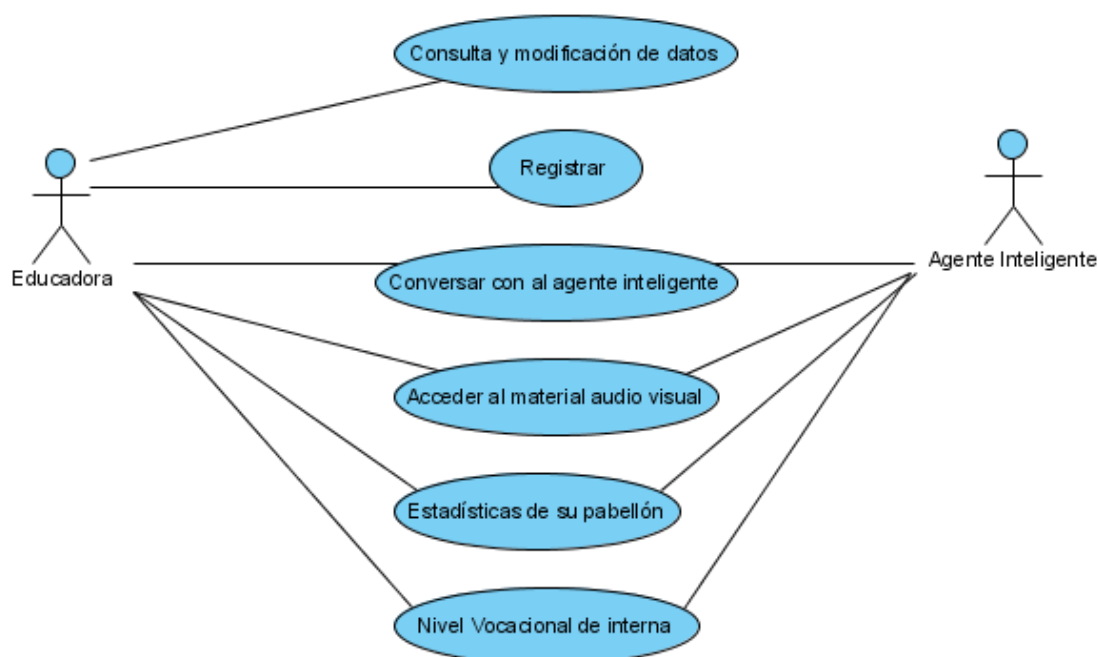 Consulta y modificación de datos
Registrar
Educadora
Agente Inteligente
Conversar con al agente inteligente
Acceder al material audio visual
Estadísticas de su pabellón
Nivel Vocacional de interna